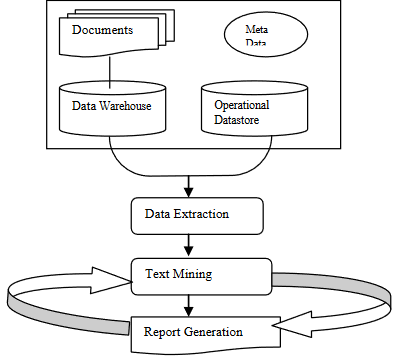 Documents
Meta
Data
Data Warehouse
Operational
Datastore
Data Extraction
Text Mining
Report Generation